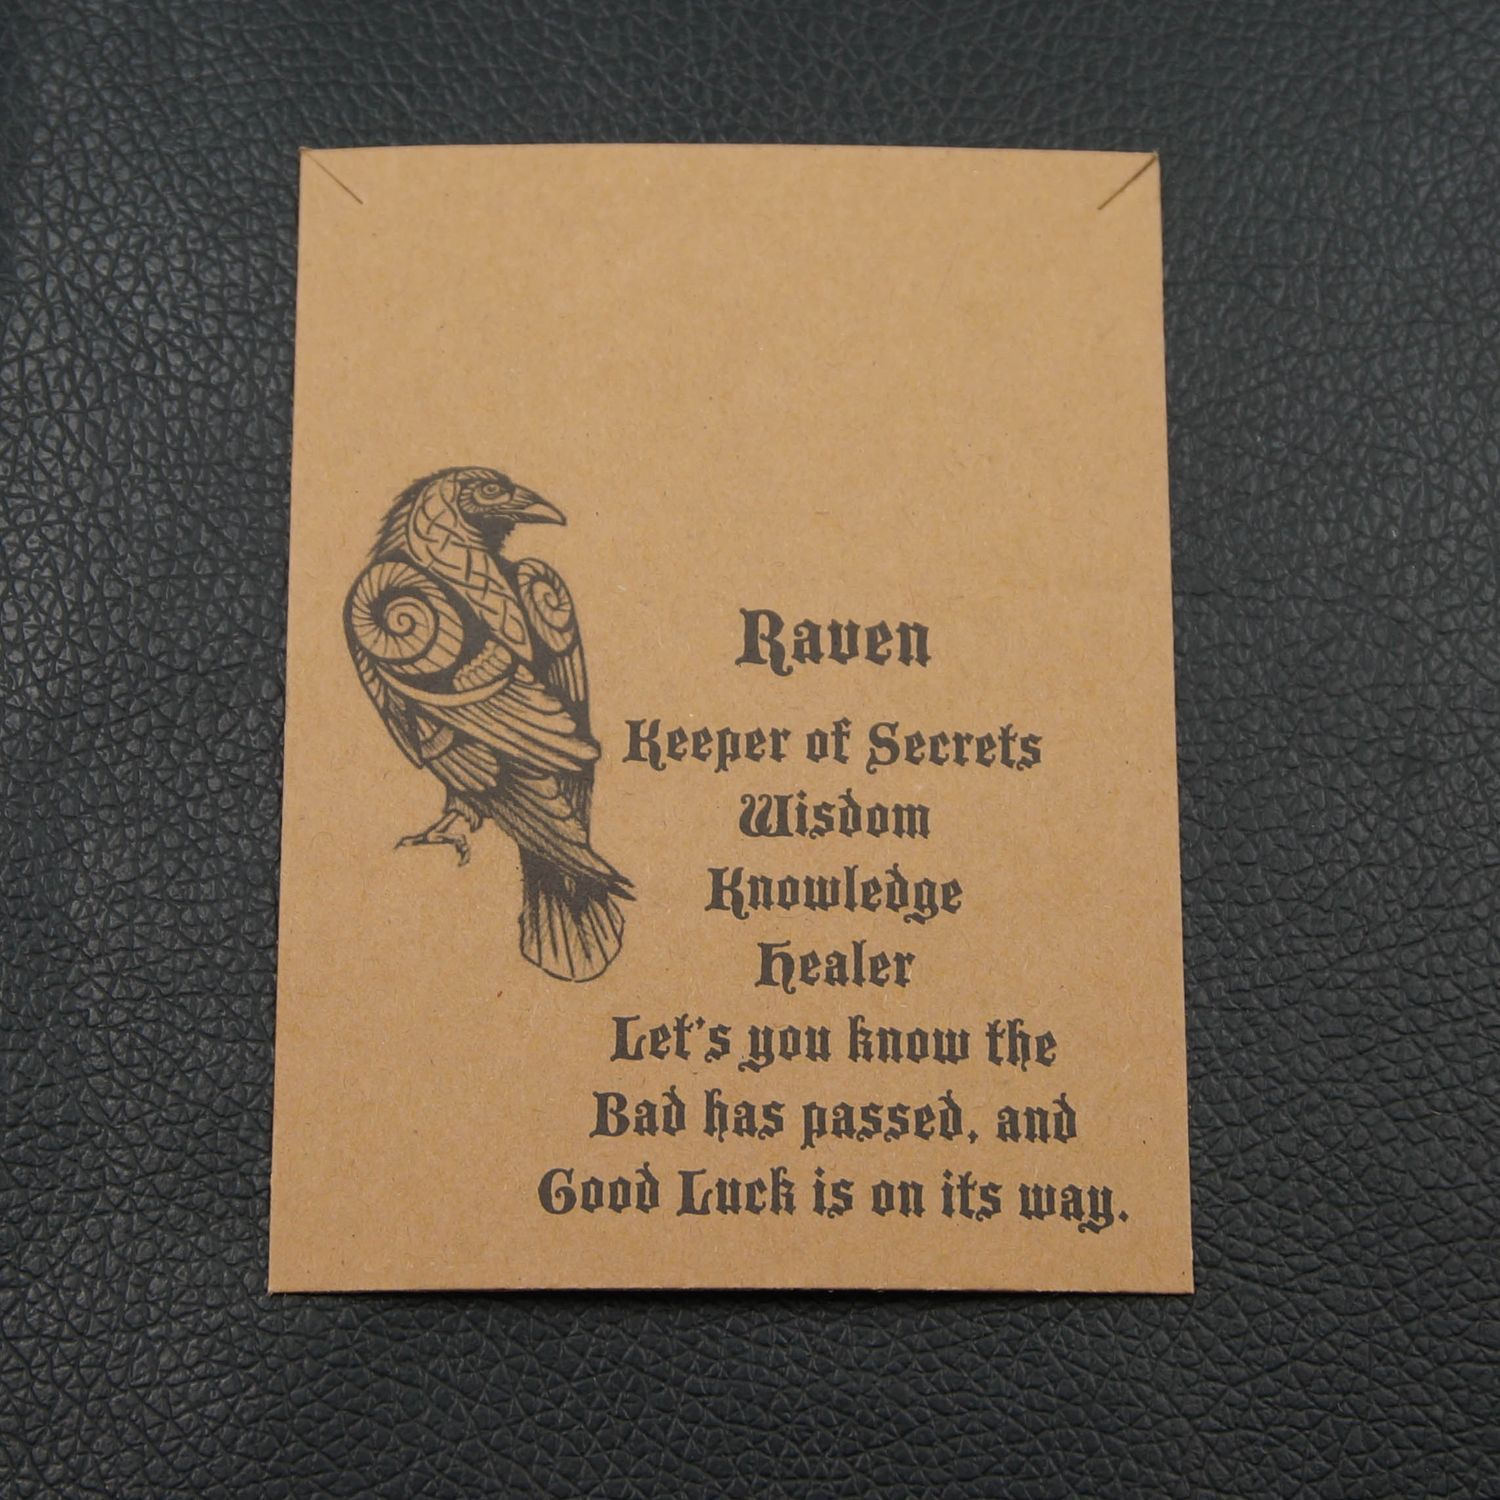 Raven
Keeper of Secrets
Wisdom
Knowledge
Healer
Let's you know the
Bad has passed, and
Good Luck is on its way.